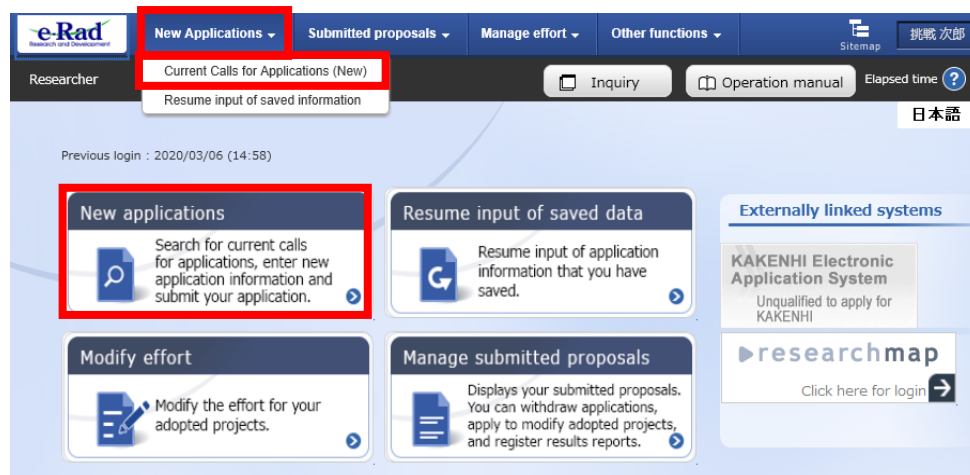 e-Rad
Research and Development
New Applications
Submitted proposals
Manage effort
Other functions
Sitemap
挑戦 次郎
Researcher
Current Calls for Applications (New)
Resume input of saved information
Inquiry
Operation manual
Elapsed time ?
日本語
Previous login : 2020/03/06 (14:58)
New applications
Search for current calls
for applications, enter new
application information and
submit your application.
Resume input of saved data
Resume input of application
information that you have
saved.
Externally linked systems
KAKENHI Electronic
Application System
Unqualified to apply for
KAKENHI
Modify effort
Modify the effort for your
adopted projects.
Manage submitted proposals
Displays your submitted proposals.
You can withdraw applications,
apply to modify adopted projects,
and register results reports.
researchmap
Click here for login